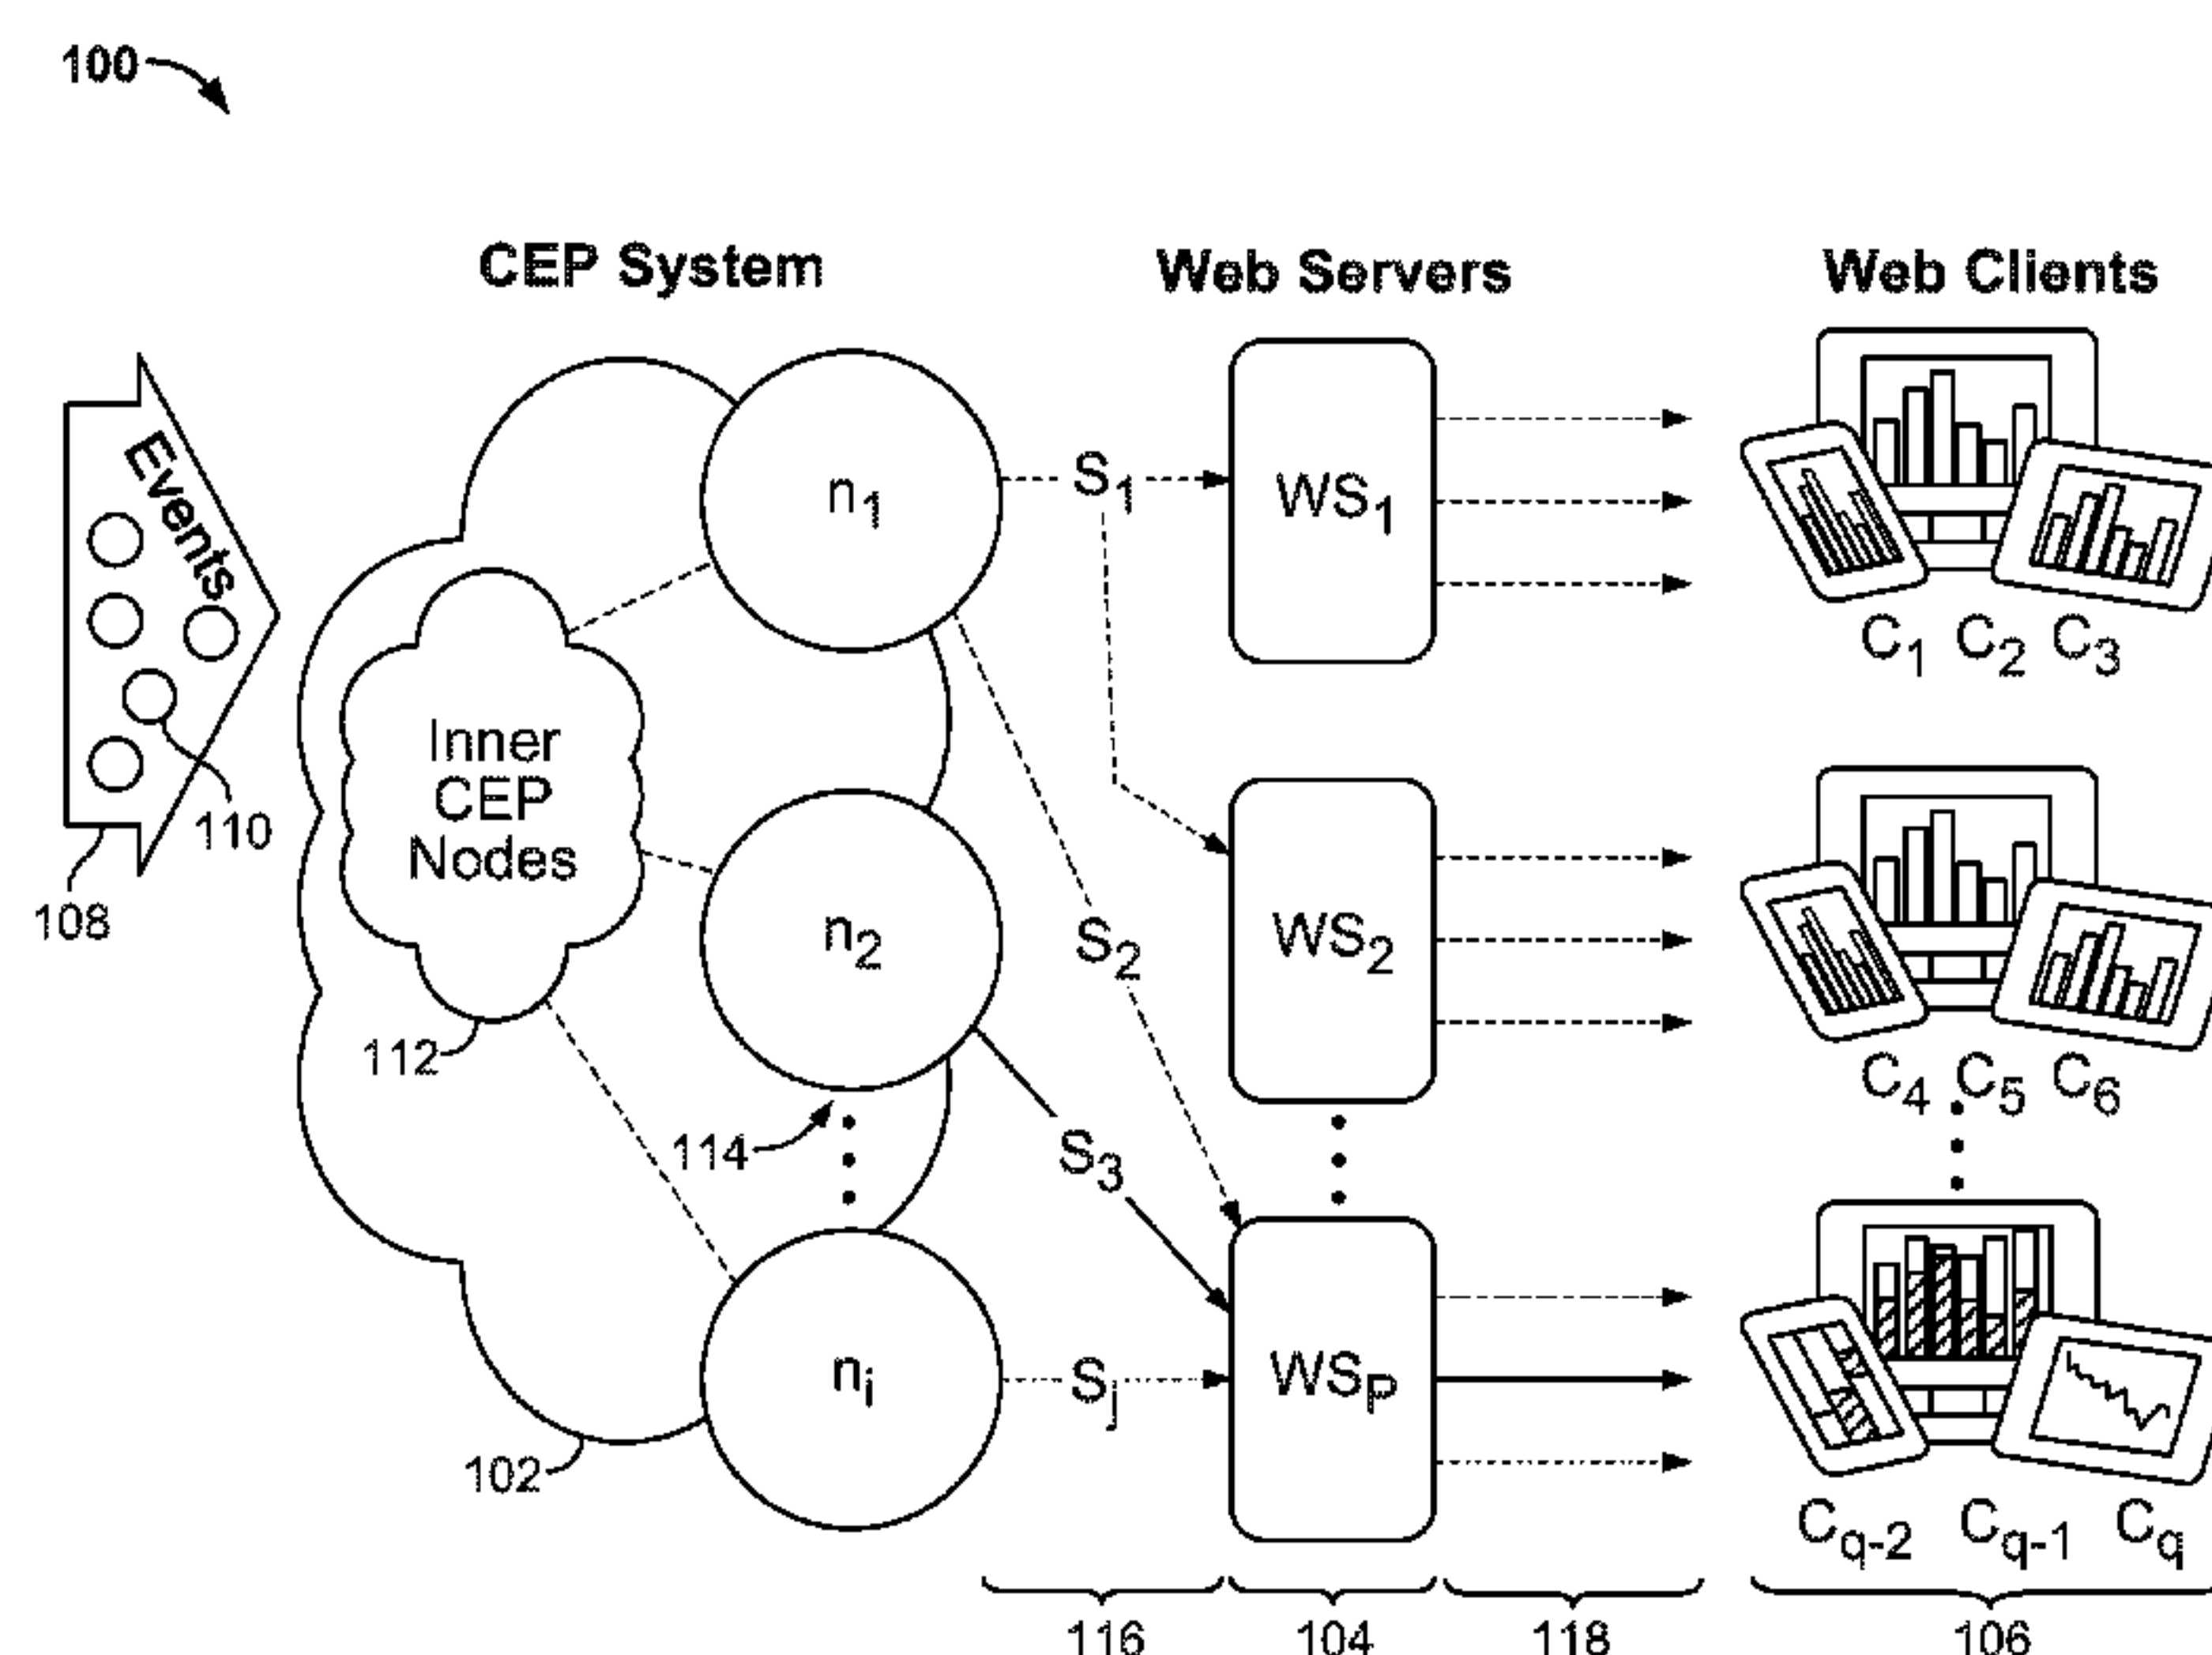 100
CEP System
Web Servers
Web Clients
Events
110
108
Inner
CEP
Nodes
112
n1
n2
114
ni
102
S1
S2
S3
Sj
WS1
WS2
WSP
C1 C2 C3
C4 C5 C6
Cq-2 Cq-1 Cq
116
104
118
106